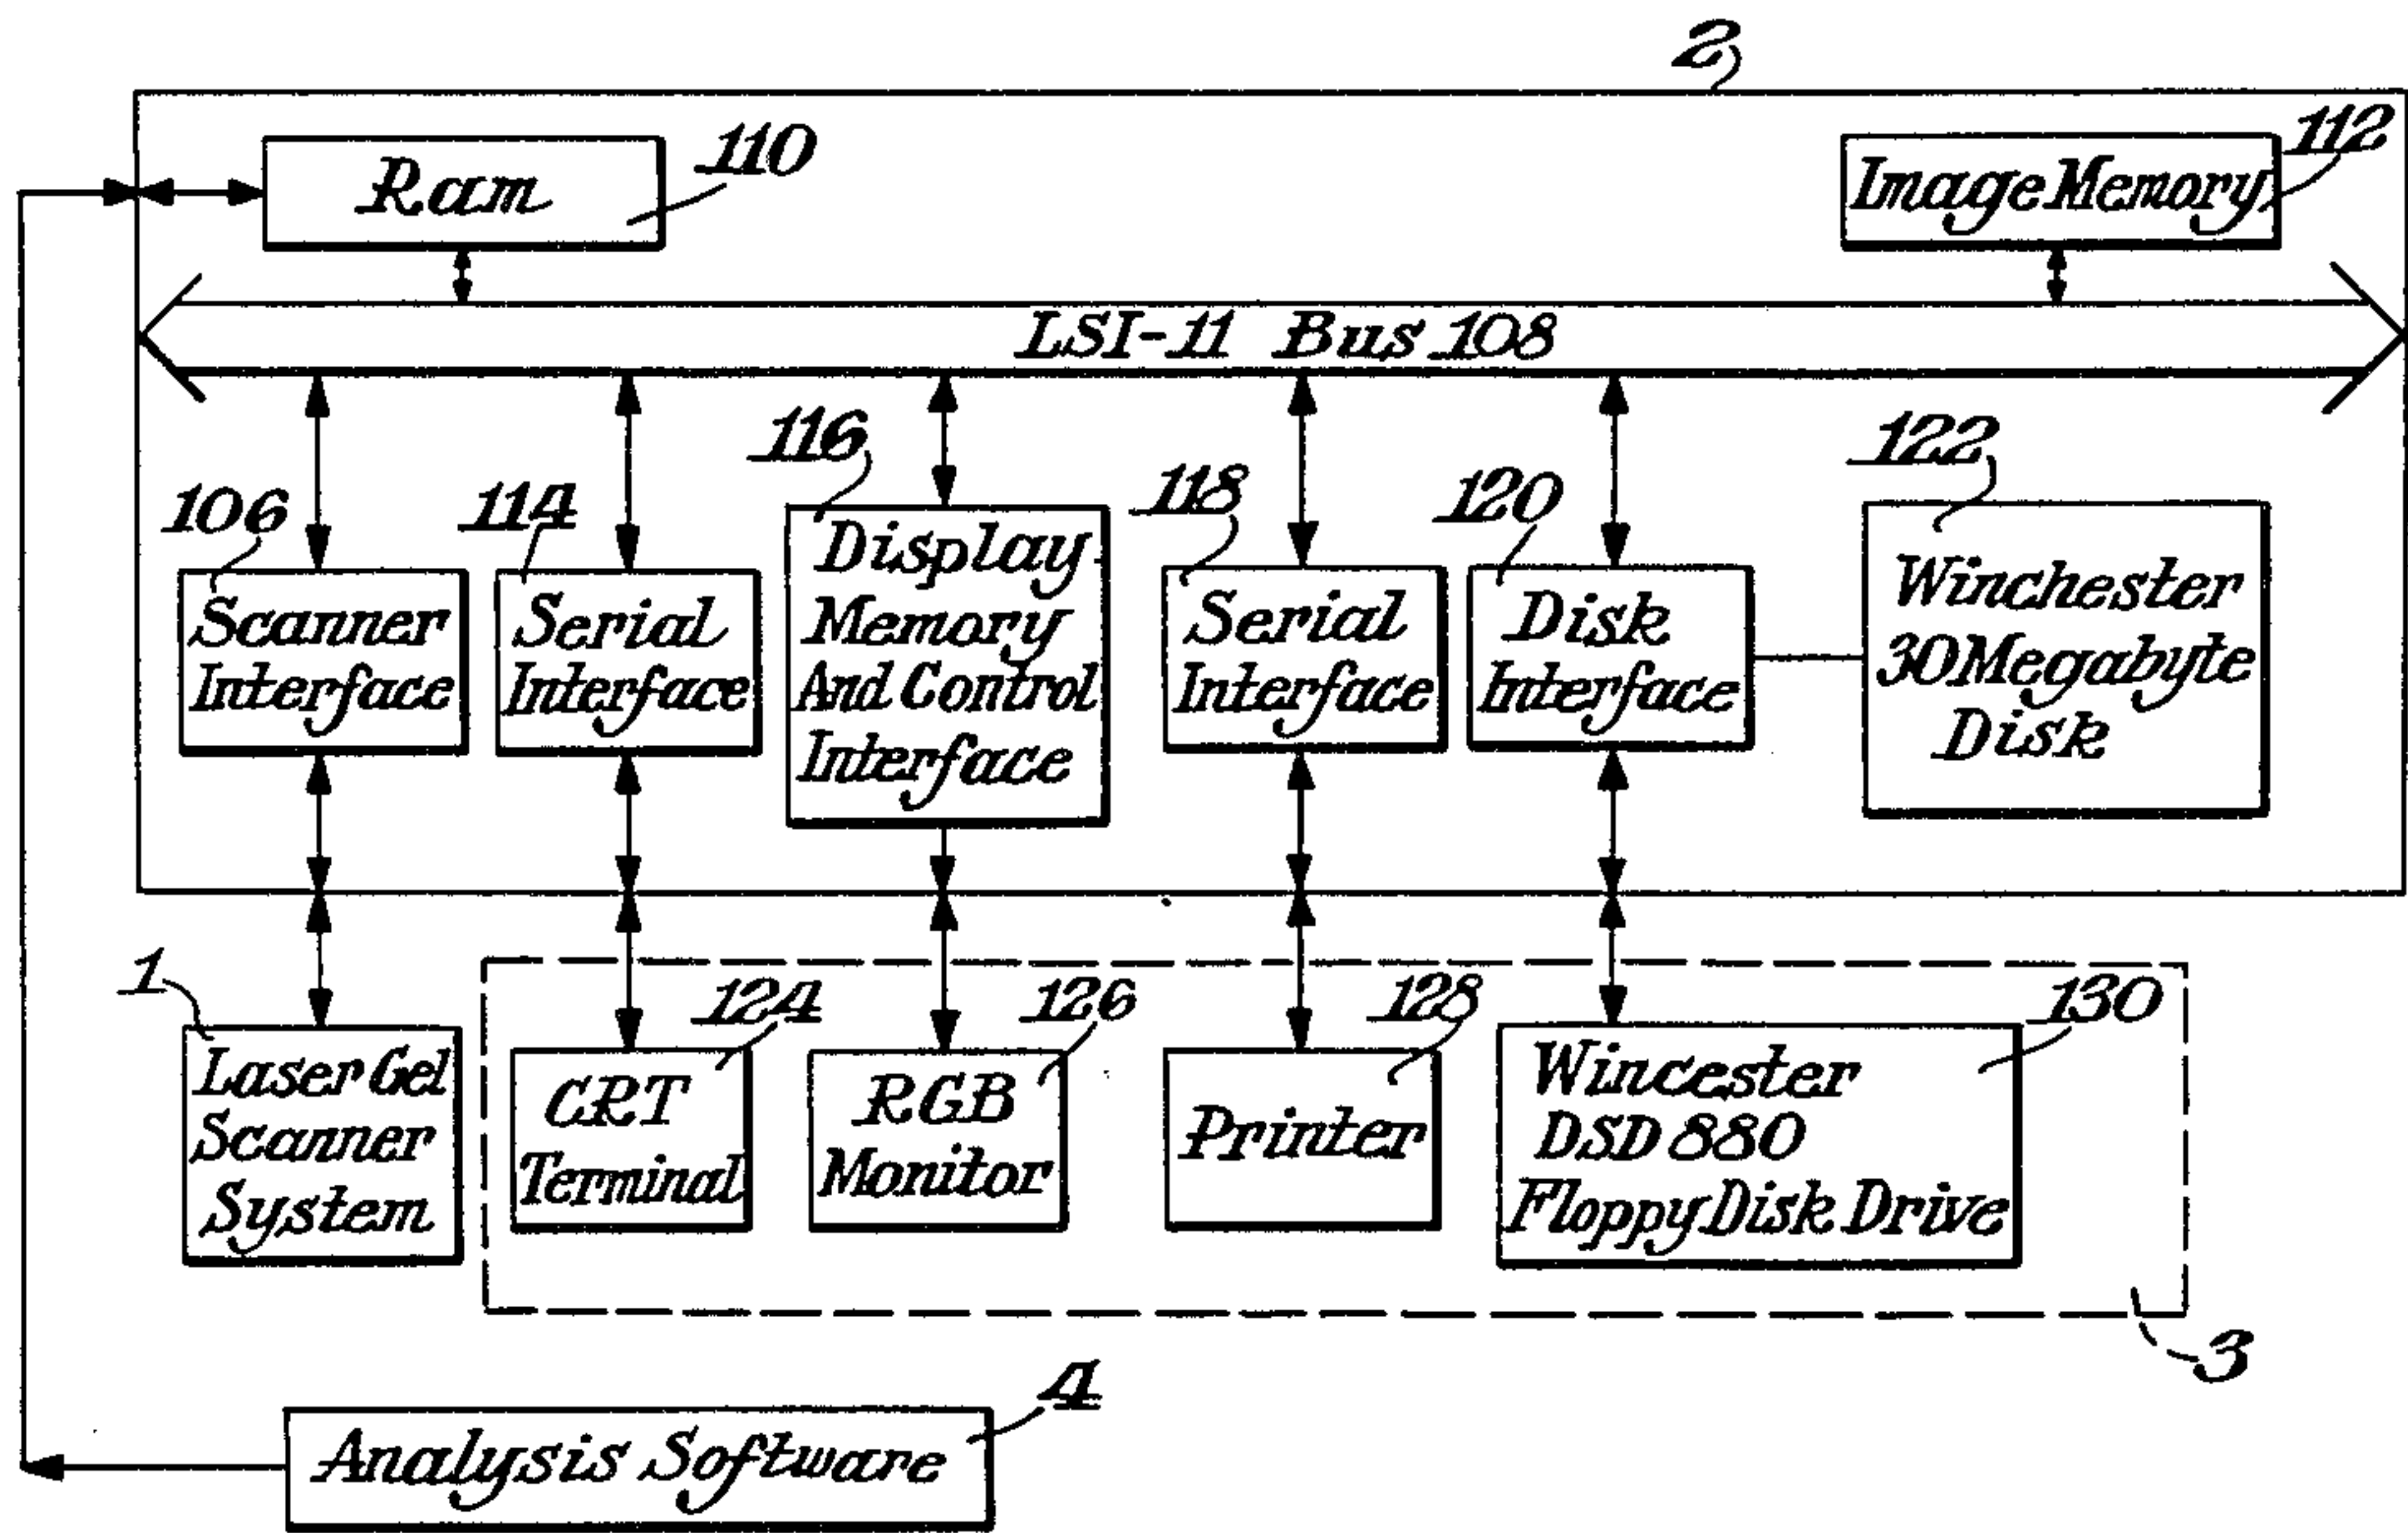 2
110
Ram
112
Image Memory
LSI-11 Bus 108
106
Scanner
Interface
114
Serial
Interface
116
Display
Memory
And Control
Interface
118
Serial
Interface
120
Disk
Interface
122
Winchester
30 Megabyte
Disk
1
Laser Gel
Scanner
System
124
CRT
Terminal
126
RGB
Monitor
128
Printer
130
Wincester
DSD 880
Floppy Disk Drive
3
4
Analysis Software